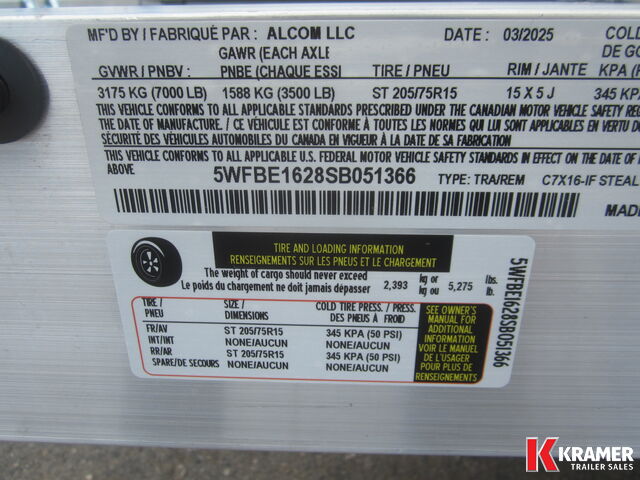 MF'D BY / FABRIQUÉ PAR : ALCOM LLC DATE : 03/2025 COLD
GAWR (EACH AXLE DE GO
GVWR / PNBV : PNBE (CHAQUE ESSI TIRE / PNEU RIM / JANTE KPA (
3175 KG (7000 LB) 1588 KG (3500 LB) ST 205/75R15 15 X 5 J 345 KP
THIS VEHICLE CONFORMS TO ALL APPLICABLE STANDARDS PRESCRIBED UNDER THE CANADIAN MOTOR VEHICLE SAFETY REG
THE DATE OF MANUFACTURE. / CE VÉHICULE EST CONFORME À TOUTES LES NORMES QUI LUI SONT APPLICABLES EN VERTU D
SÉCURITÉ DES VÉHICULES AUTOMOBILES DU CANADA EN VIGUEUR À LA DATE DE SA FABRICATION
THIS VEHICLE CONFORMS TO ALL APPLICABLE U.S. FEDERAL MOTOR VEHICLE SAFETY STANDARDS IN EFFECT ON
ABOVE 5WFBE1628SB051366 TYPE: TRA/REM C7X16-IF STEAL
MADE
TIRE AND LOADING INFORMATION
RENSEIGNEMENTS SUR LES PNEUS ET LE CHARGEMENT
The weight of cargo should never exceed
Le poids du chargement ne doit jamais dépasser 2,393 kg or kg ou 5,275 lbs. lb.
TIRE / PNEU SIZE / DIMENSIONS COLD TIRE PRESS. / PRESS. DES PNEUS À FROID
FR/AV ST 205/75R15 345 KPA (50 PSI)
INT/INT NONE/AUCUN NONE/AUCUN
RR/AR ST 205/75R15 345 KPA (50 PSI)
SPARE/DE SECOURS NONE/AUCUN NONE/AUCUN
SEE OWNER'S
MANUAL FOR
ADDITIONAL
INFORMATION
VOIR LE MANUEL
DE L'USAGER
POUR PLUS DE
RENSEIGNEMENTS
5WFBE1628SB051366
KRAMER
TRAILER SALES